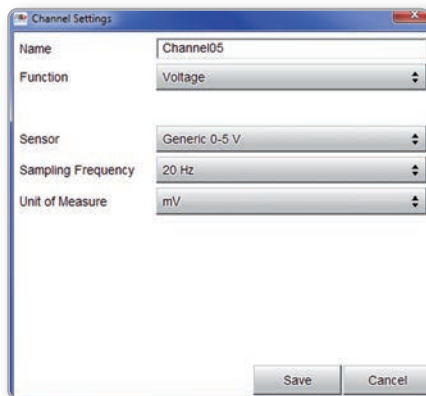 Channel Settings
Name Channel05
Function Voltage
Sensor Generic 0-5 V
Sampling Frequency 20 Hz
Unit of Measure mV
Save Cancel